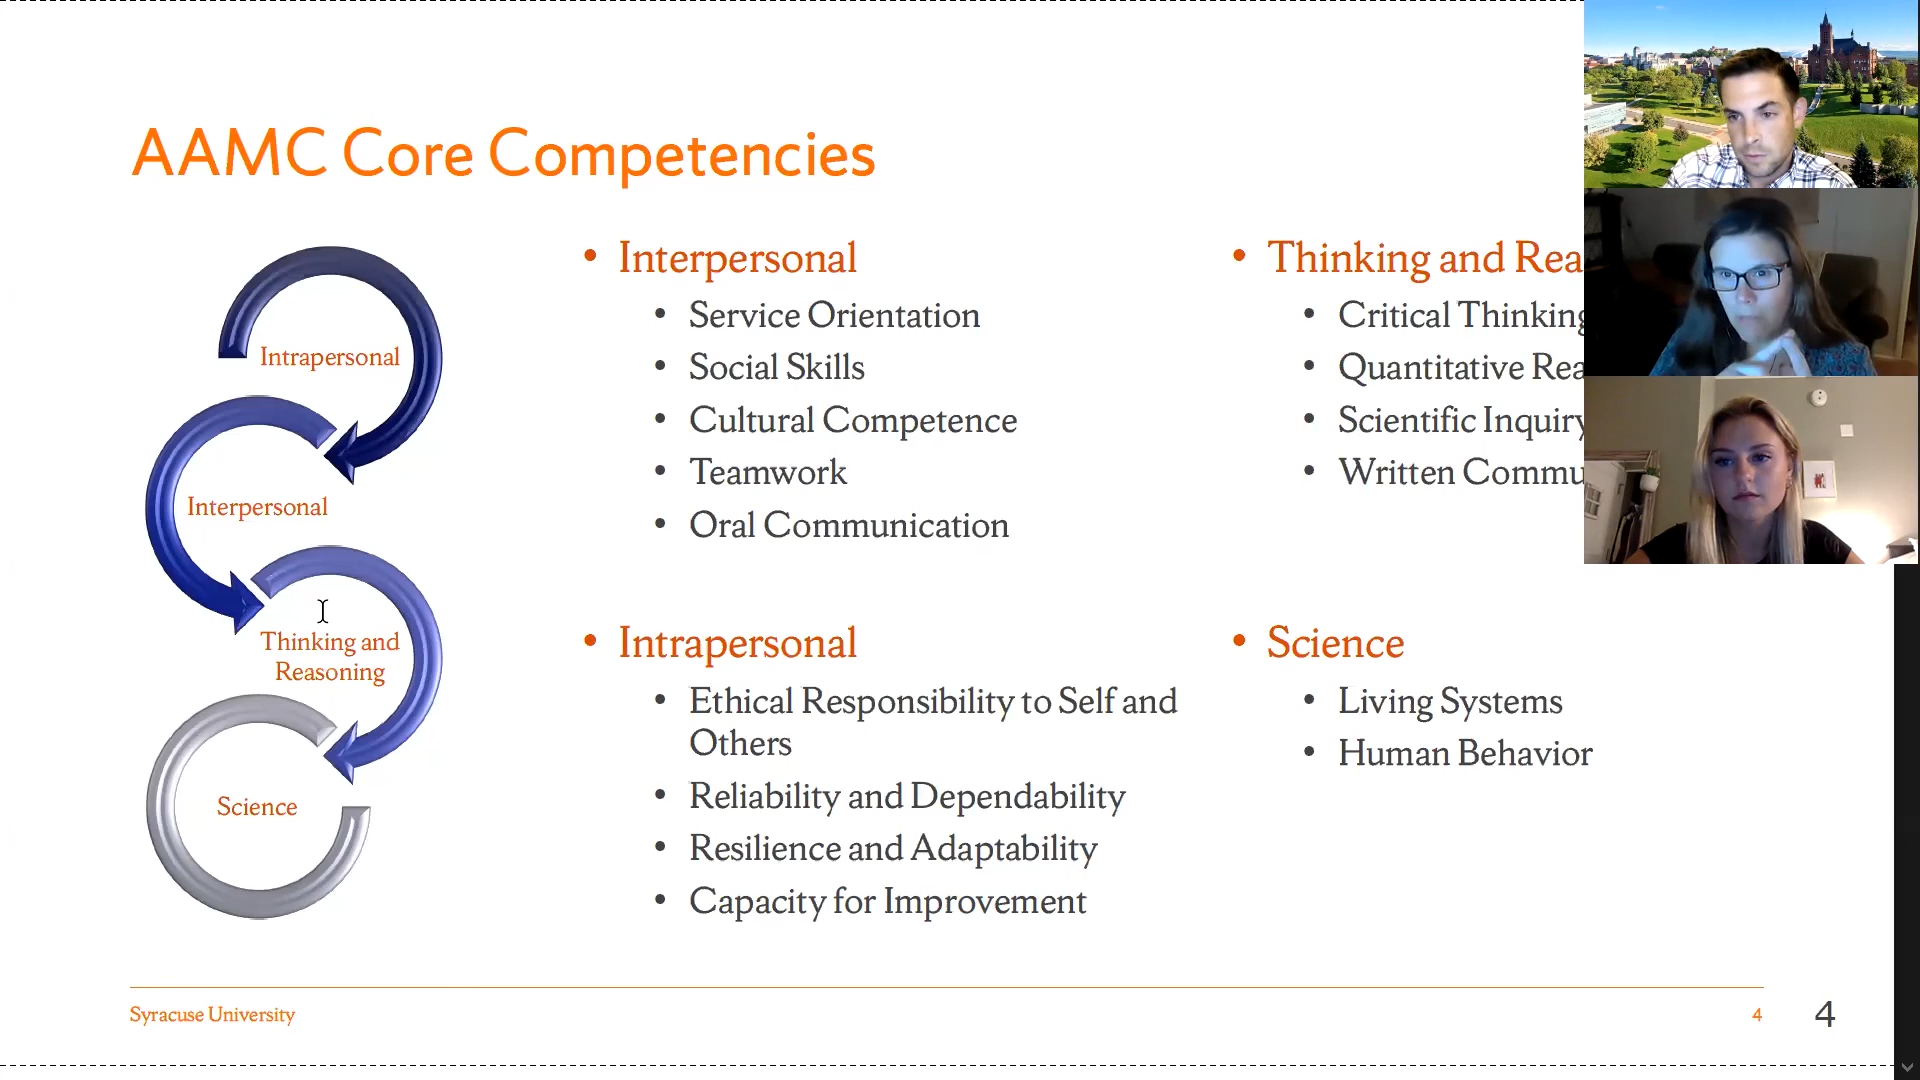 AAMC Core Competencies
Intrapersonal
Interpersonal
Thinking and
Reasoning
Science
• Interpersonal
• Service Orientation
• Social Skills
• Cultural Competence
• Teamwork
• Oral Communication
• Intrapersonal
• Ethical Responsibility to Self and
Others
• Reliability and Dependability
• Resilience and Adaptability
• Capacity for Improvement
• Thinking and Rea
• Critical Thinking
• Quantitative Rea
• Scientific Inquiry
• Written Commu
• Science
• Living Systems
• Human Behavior
Syracuse University
4
4